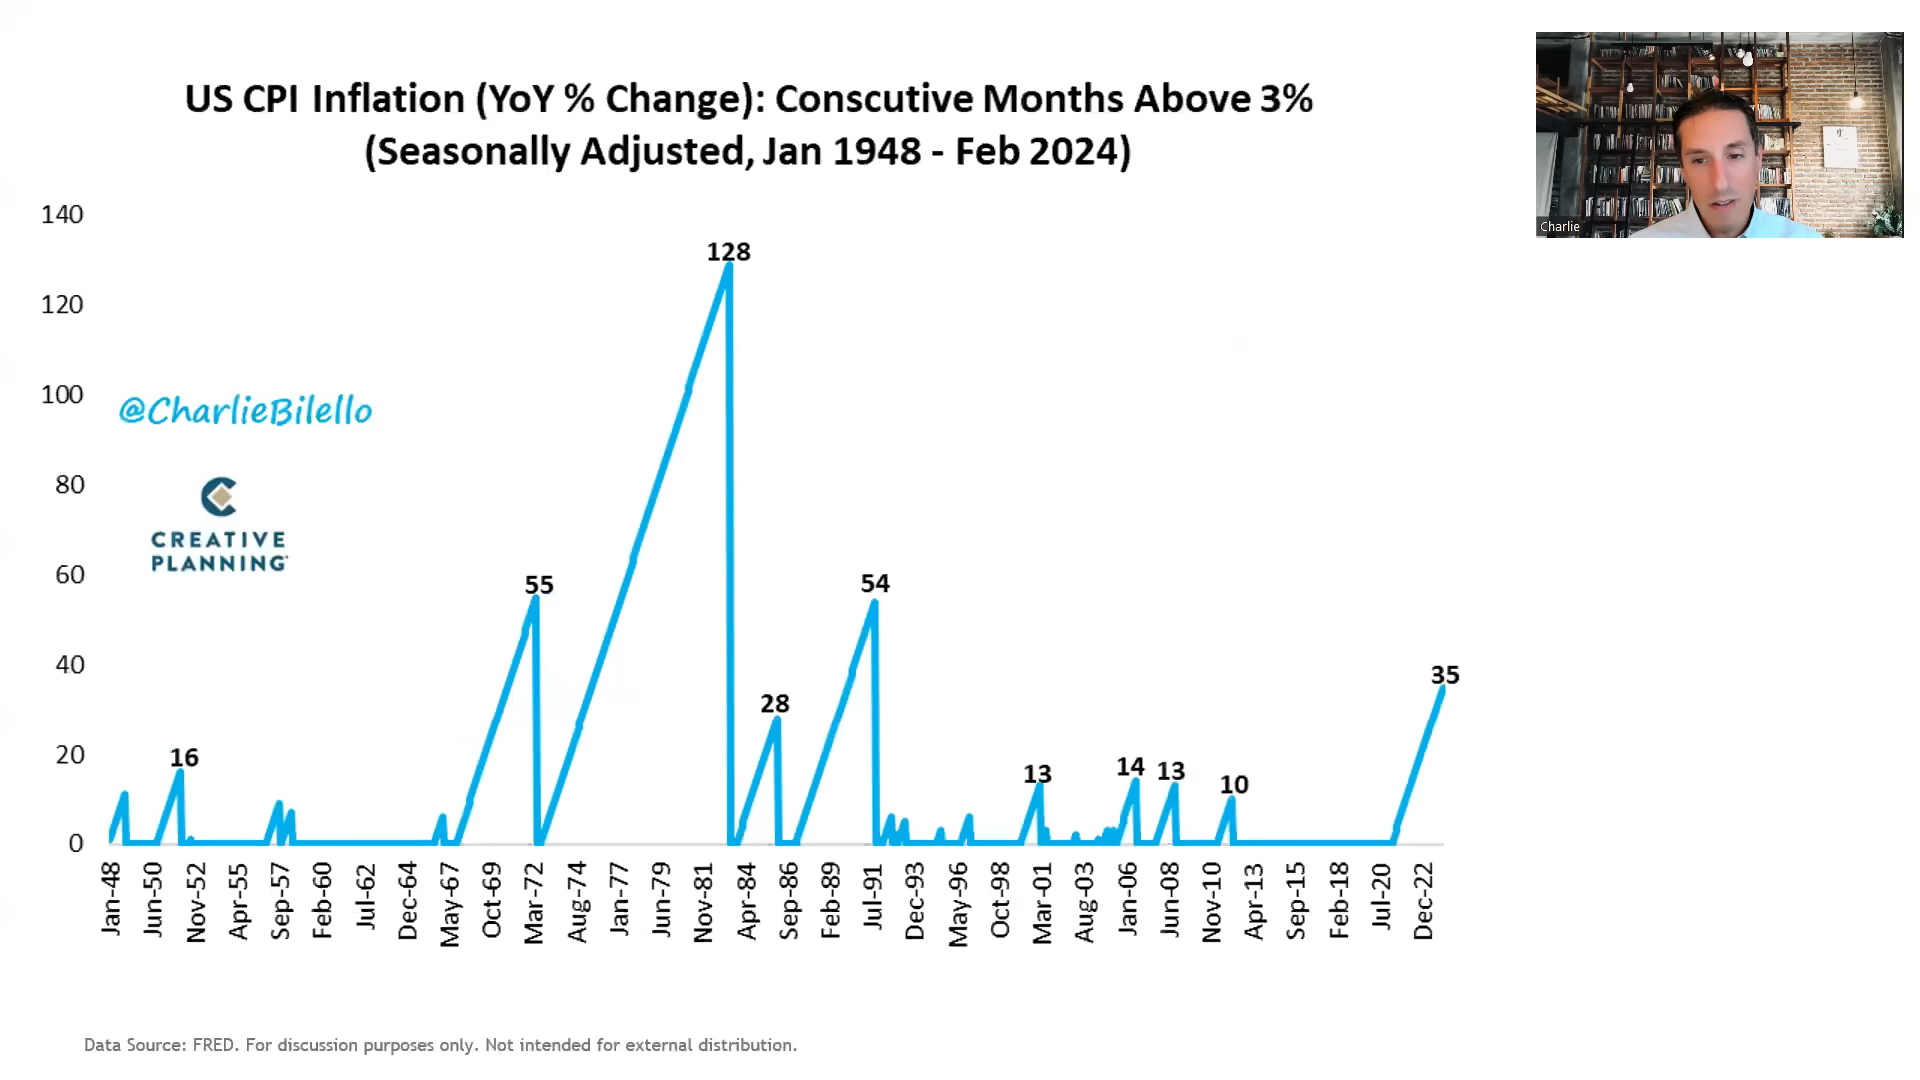 US CPI Inflation (YoY % Change): Conscutive Months Above 3%
(Seasonally Adjusted, Jan 1948 - Feb 2024)
Charlie
140
120
100
80
60
40
20
0
@CharlieBilello
CREATIVE
PLANNING
16
55
128
28
54
13
14
13
10
35
Jan-48
Jun-50
Nov-52
Apr-55
Sep-57
Feb-60
Jul-62
Dec-64
May-67
Oct-69
Mar-72
Aug-74
Jan-77
Jun-79
Nov-81
Apr-84
Sep-86
Feb-89
Jul-91
Dec-93
May-96
Oct-98
Mar-01
Aug-03
Jan-06
Jun-08
Nov-10
Apr-13
Sep-15
Feb-18
Jul-20
Dec-22
Data Source: FRED. For discussion purposes only. Not intended for external distribution.